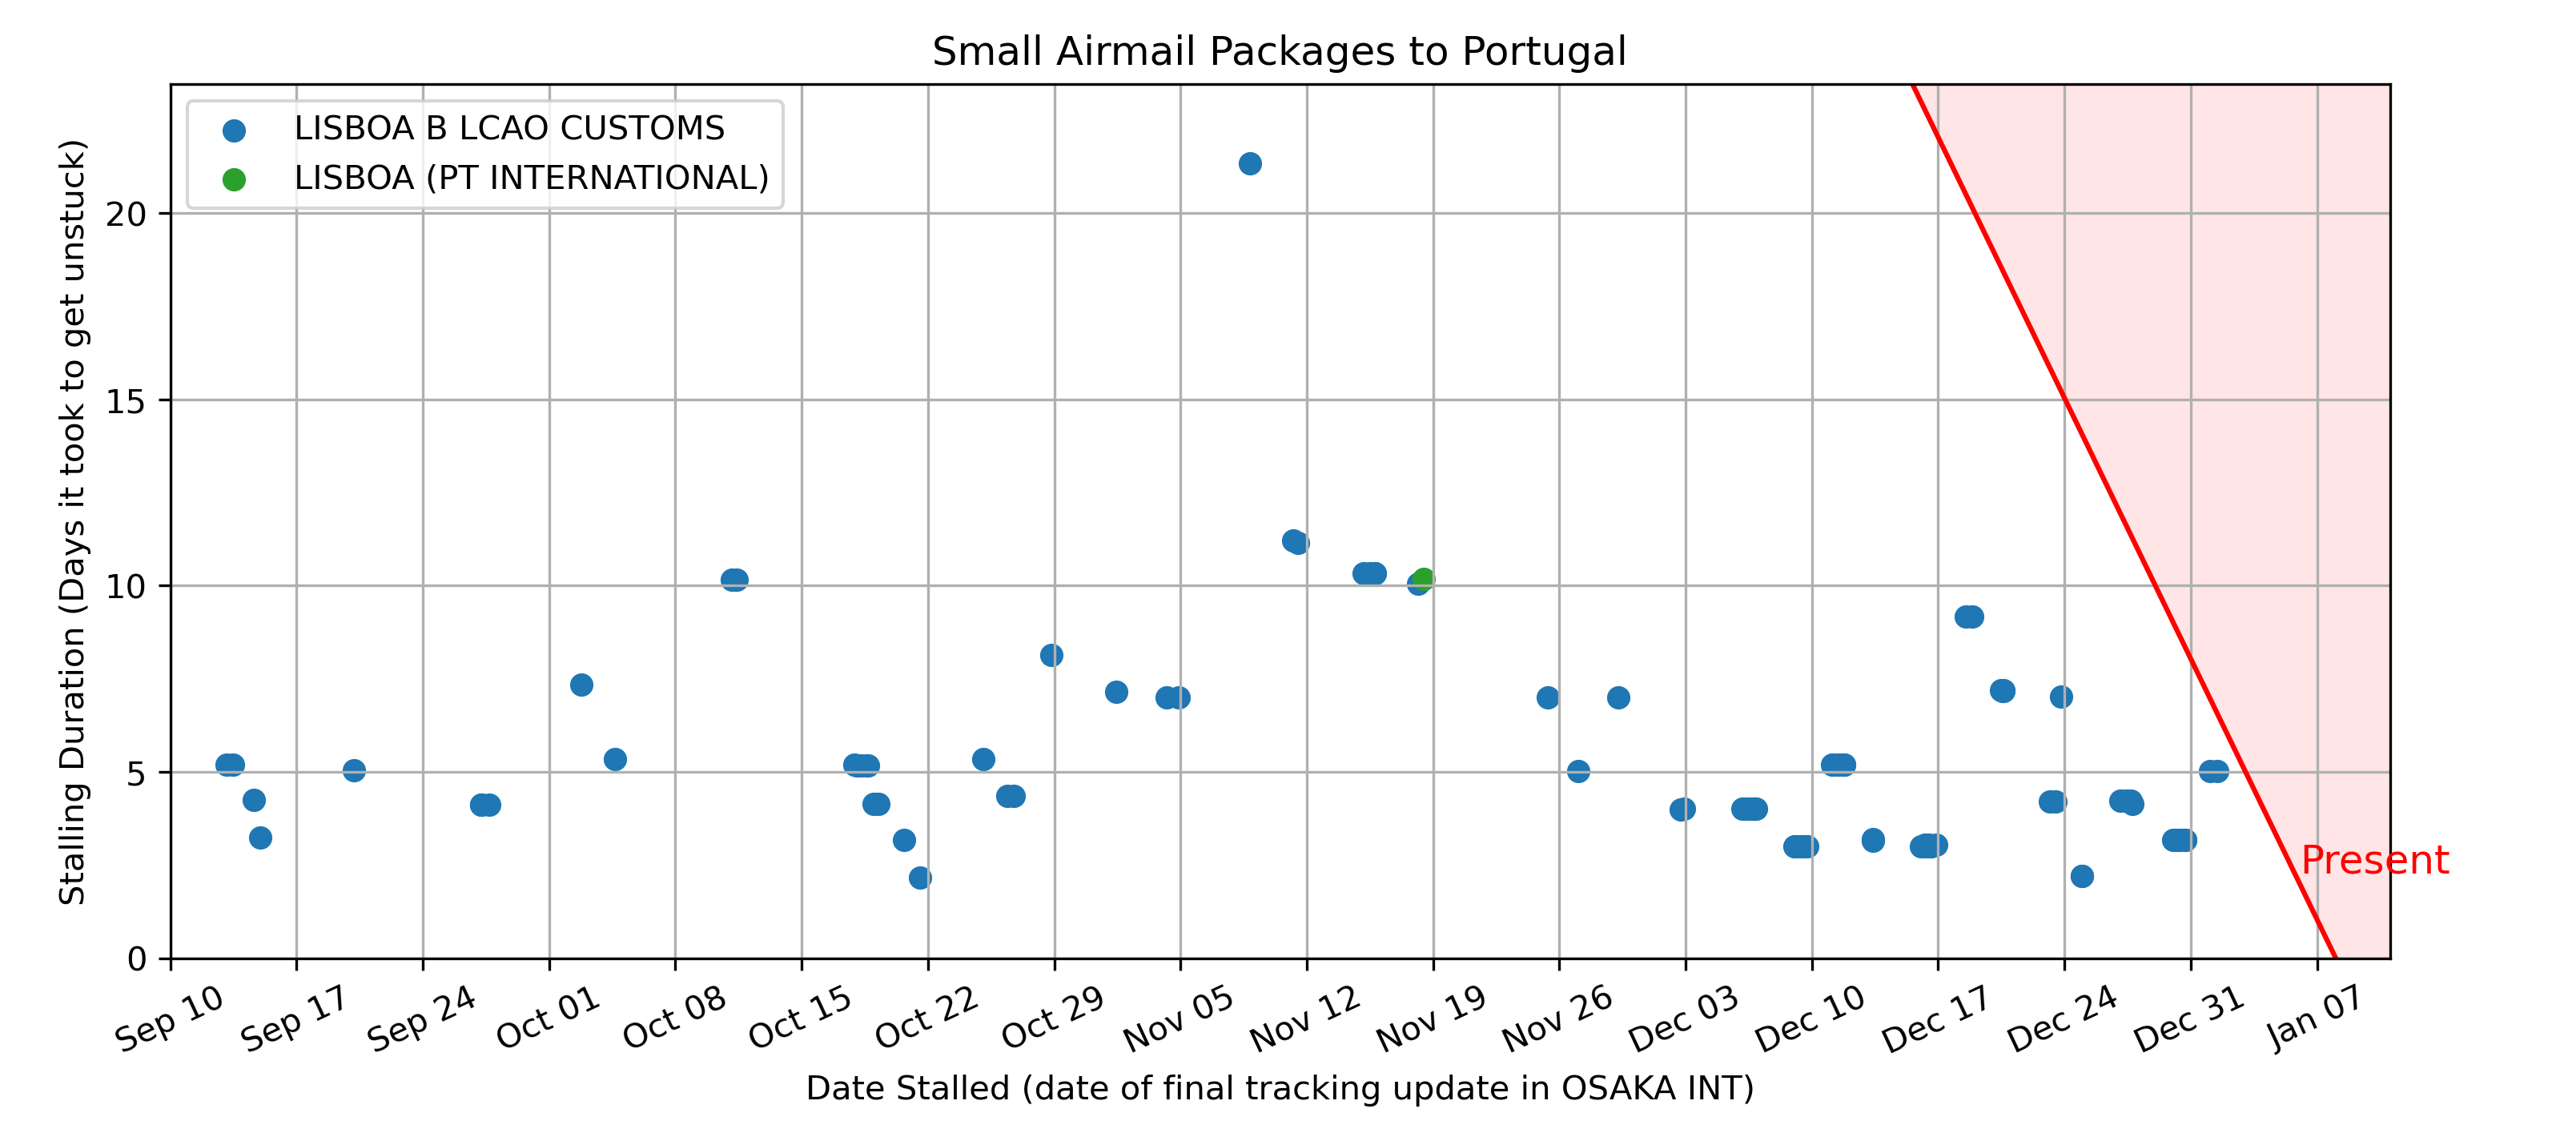 Small Airmail Packages to Portugal
LISBOA B LCAO CUSTOMS
LISBOA (PT INTERNATIONAL)
Stalling Duration (Days it took to get unstuck)
20
15
10
5
0
Present
Sep 10
Sep 17
Sep 24
Oct 01
Oct 08
Oct 15
Oct 22
Oct 29
Nov 05
Nov 12
Nov 19
Nov 26
Dec 03
Dec 10
Dec 17
Dec 24
Dec 31
Jan 07
Date Stalled (date of final tracking update in OSAKA INT)